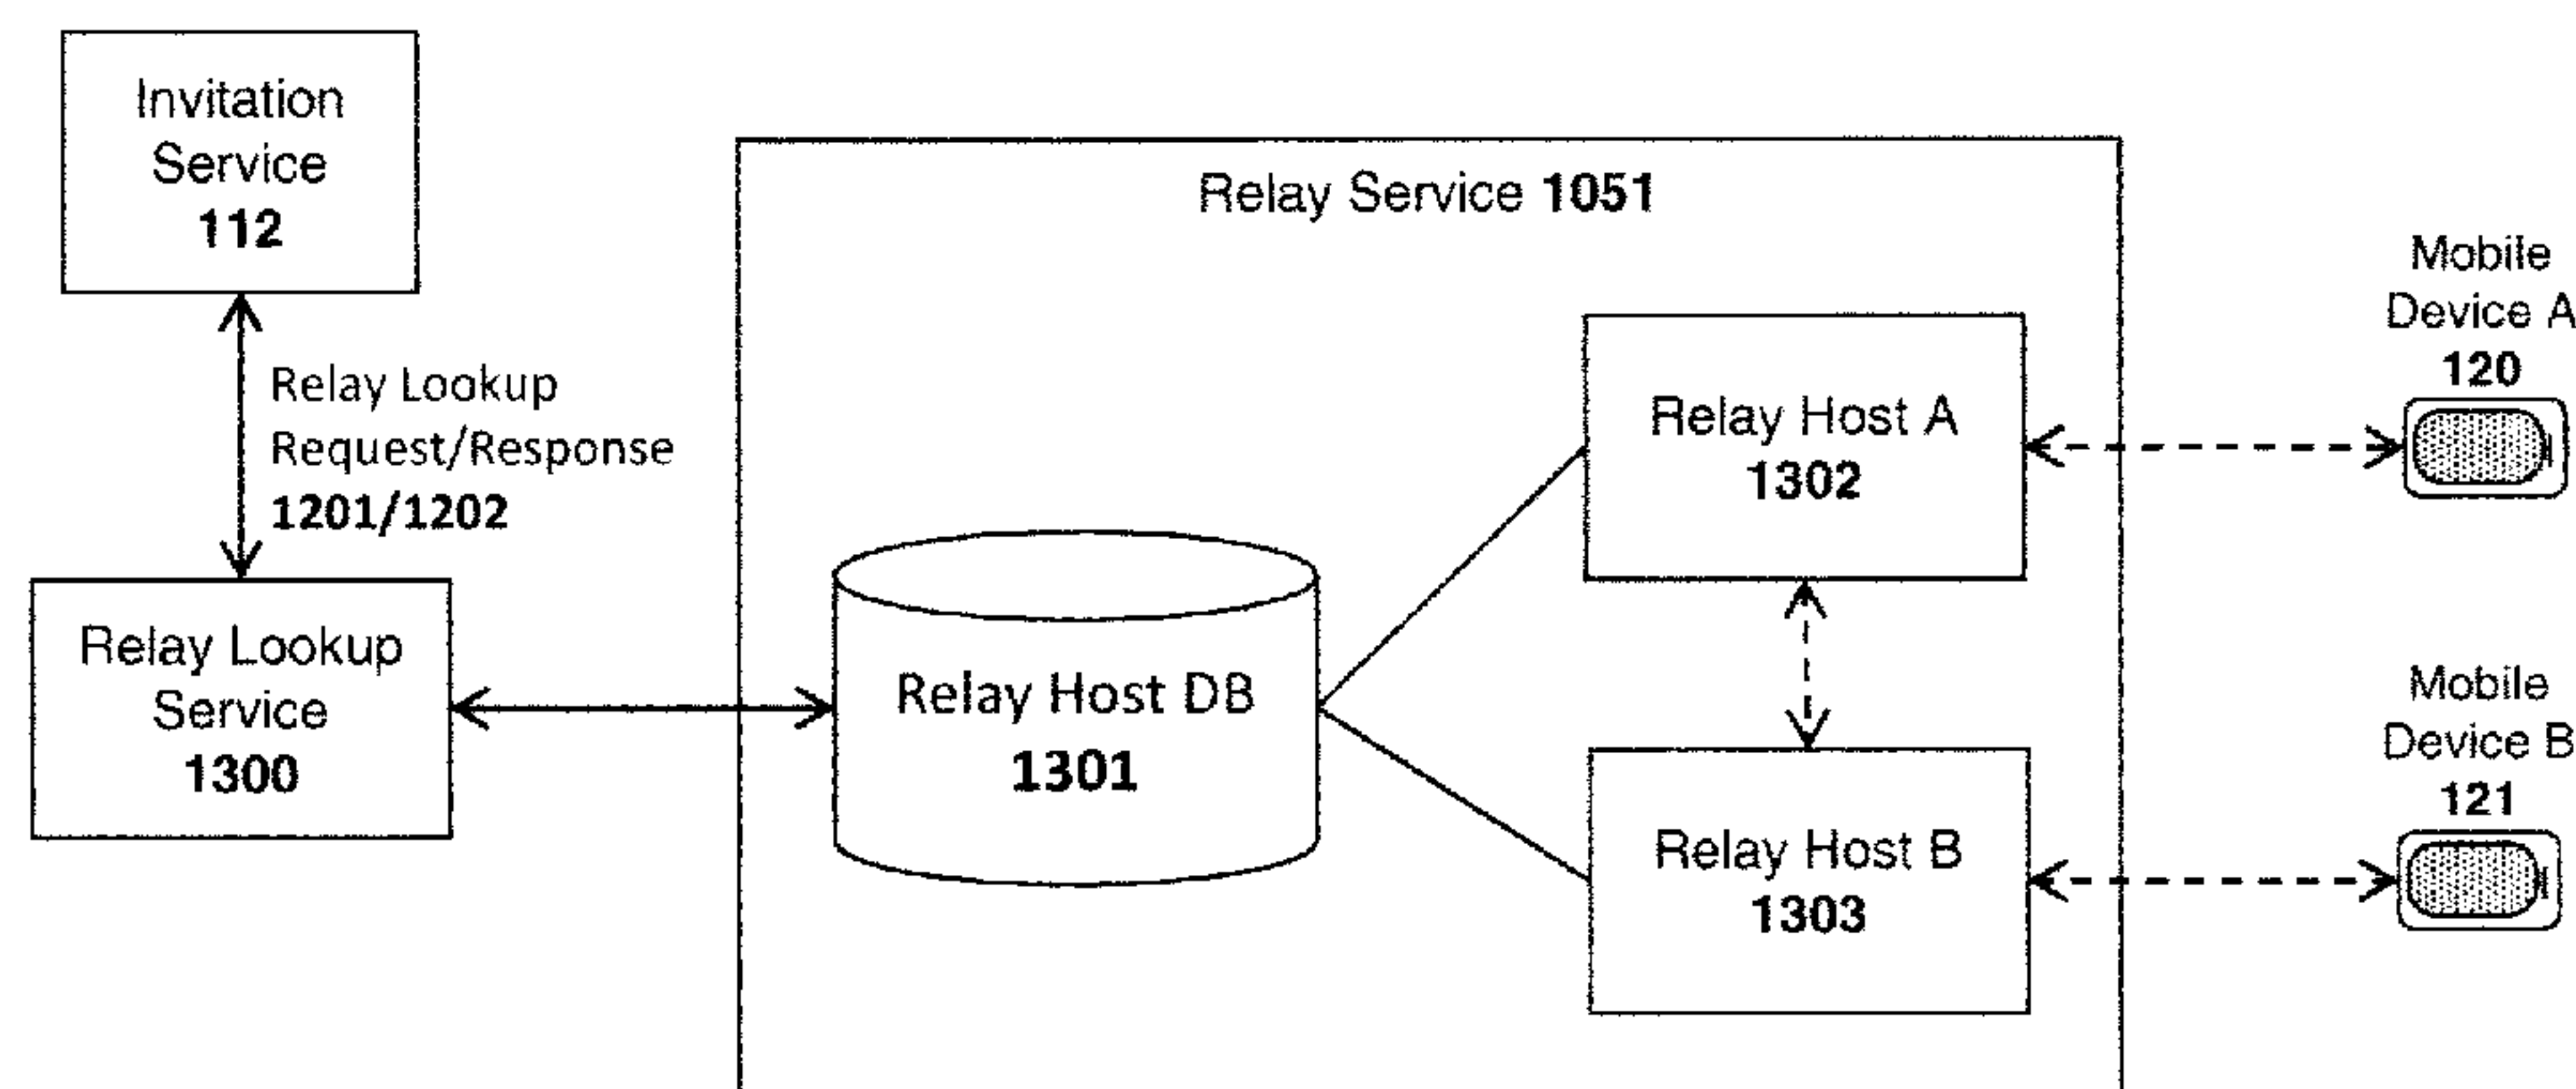 Invitation
Service
112
Relay Lookup
Request/Response
1201/1202
Relay Lookup
Service
1300
Relay Service 1051
Relay Host DB
1301
Relay Host A
1302
Relay Host B
1303
Mobile
Device A
120
Mobile
Device B
121